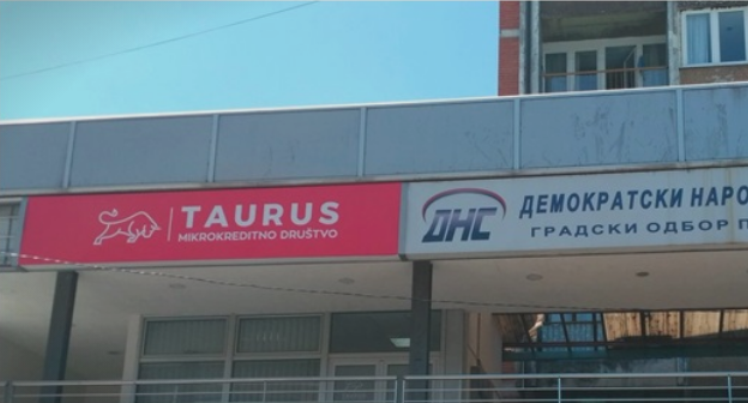 TAURUS
MIKROKREDITNO DRUŠTVO
ДНС
ДЕМОКРАТСКИ НАРО
ГРАДСКИ ОДБОР П